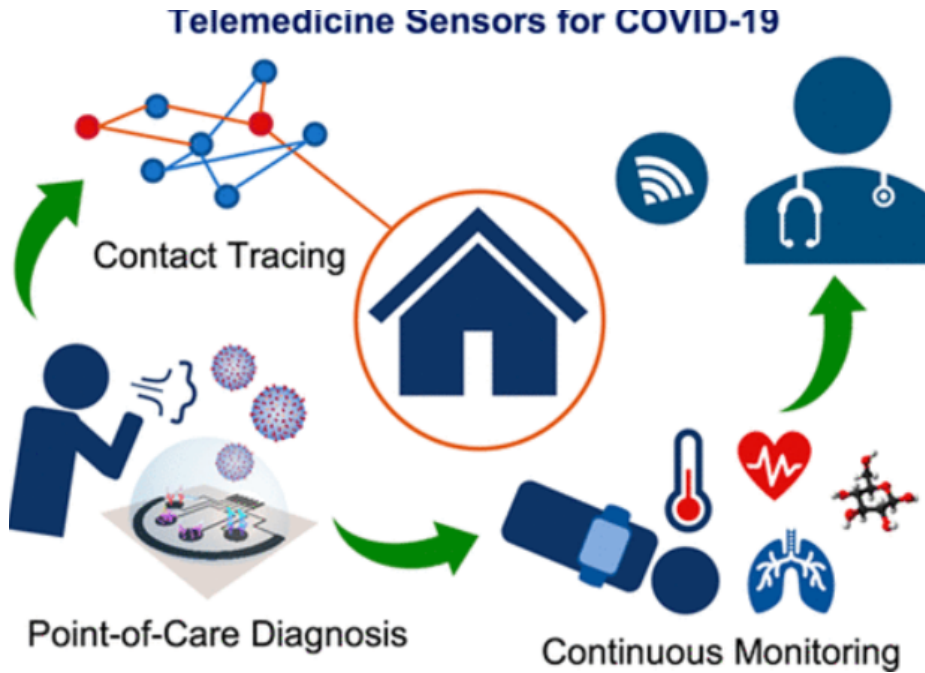 Telemedicine Sensors for COVID-19
Contact Tracing
Point-of-Care Diagnosis
Continuous Monitoring